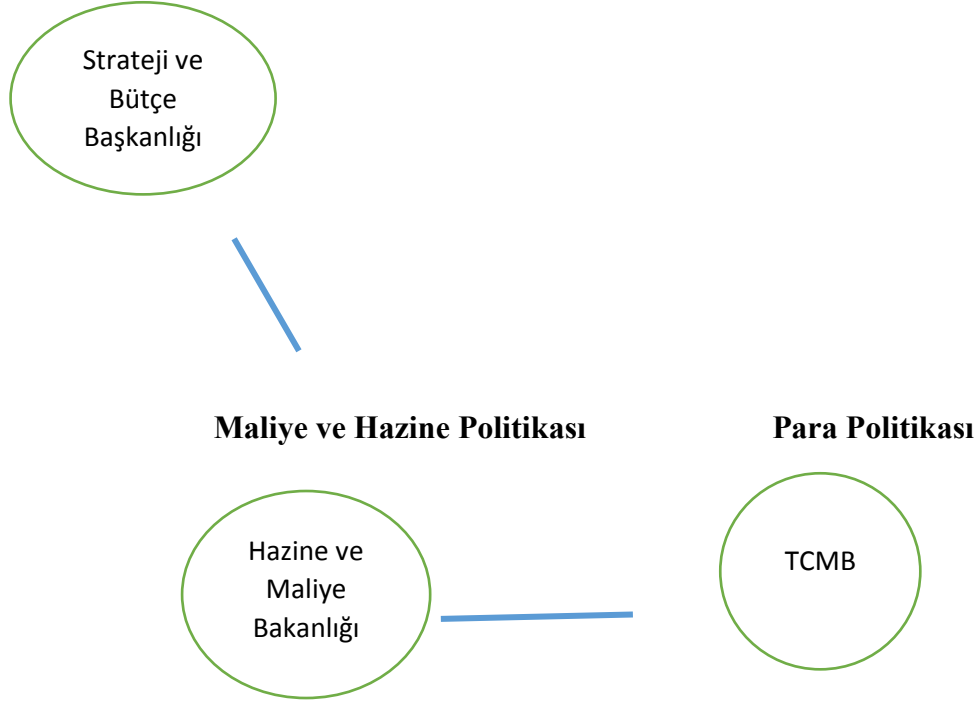 Strateji ve
Bütçe
Başkanlığı
Maliye ve Hazine Politikası
Para Politikası
Hazine ve
Maliye
Bakanlığı
TCMB